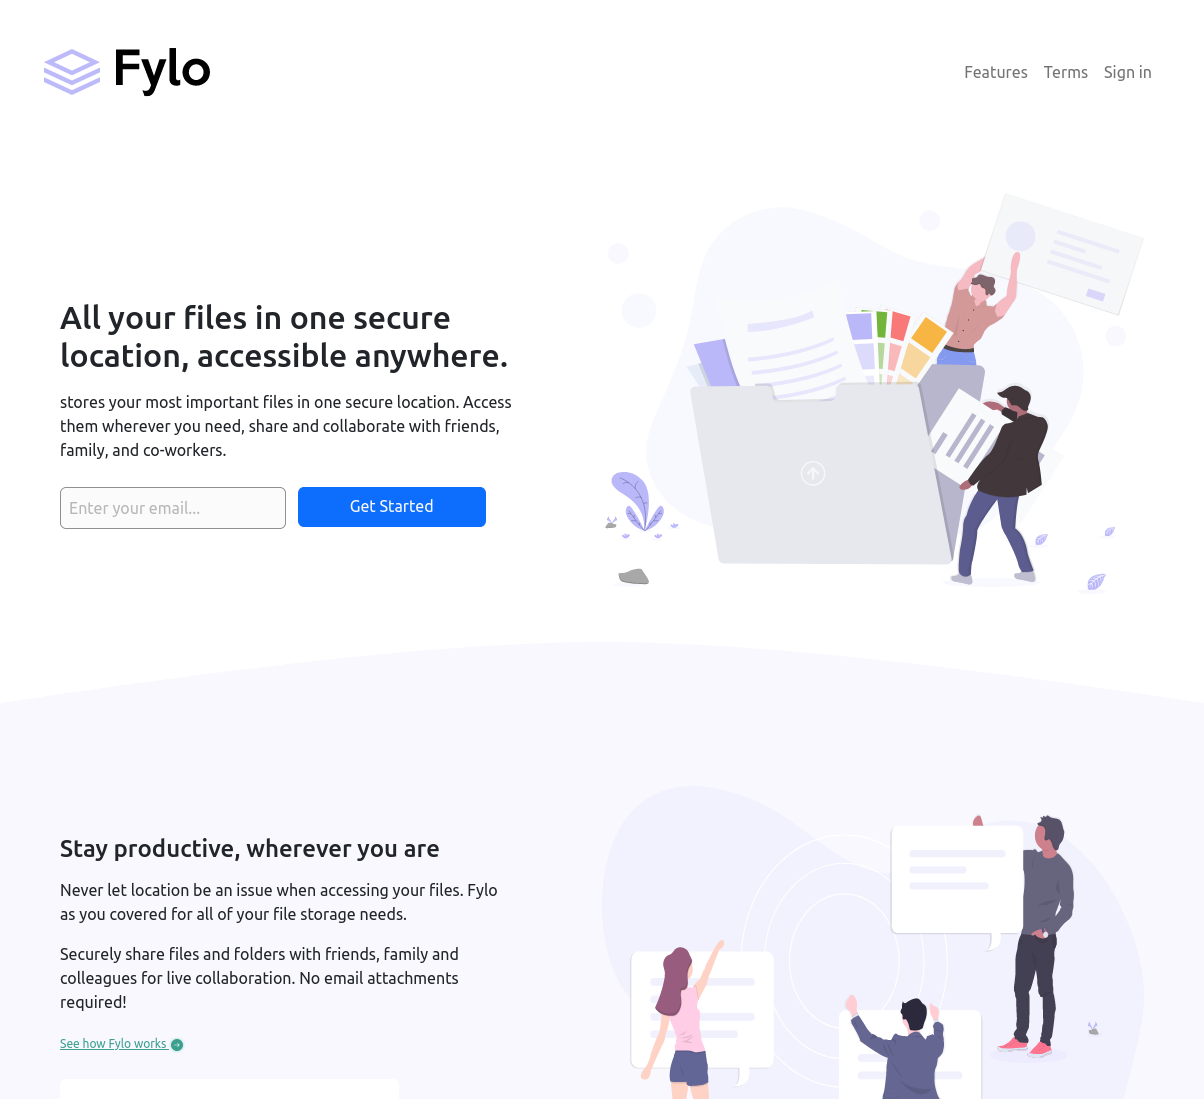 Fylo
Features Terms Sign in
All your files in one secure
location, accessible anywhere.
stores your most important files in one secure location. Access
them wherever you need, share and collaborate with friends,
family, and co-workers.
Enter your email...
Get Started
Stay productive, wherever you are
Never let location be an issue when accessing your files. Fylo
as you covered for all of your file storage needs.
Securely share files and folders with friends, family and
colleagues for live collaboration. No email attachments
required!
See how Fylo works